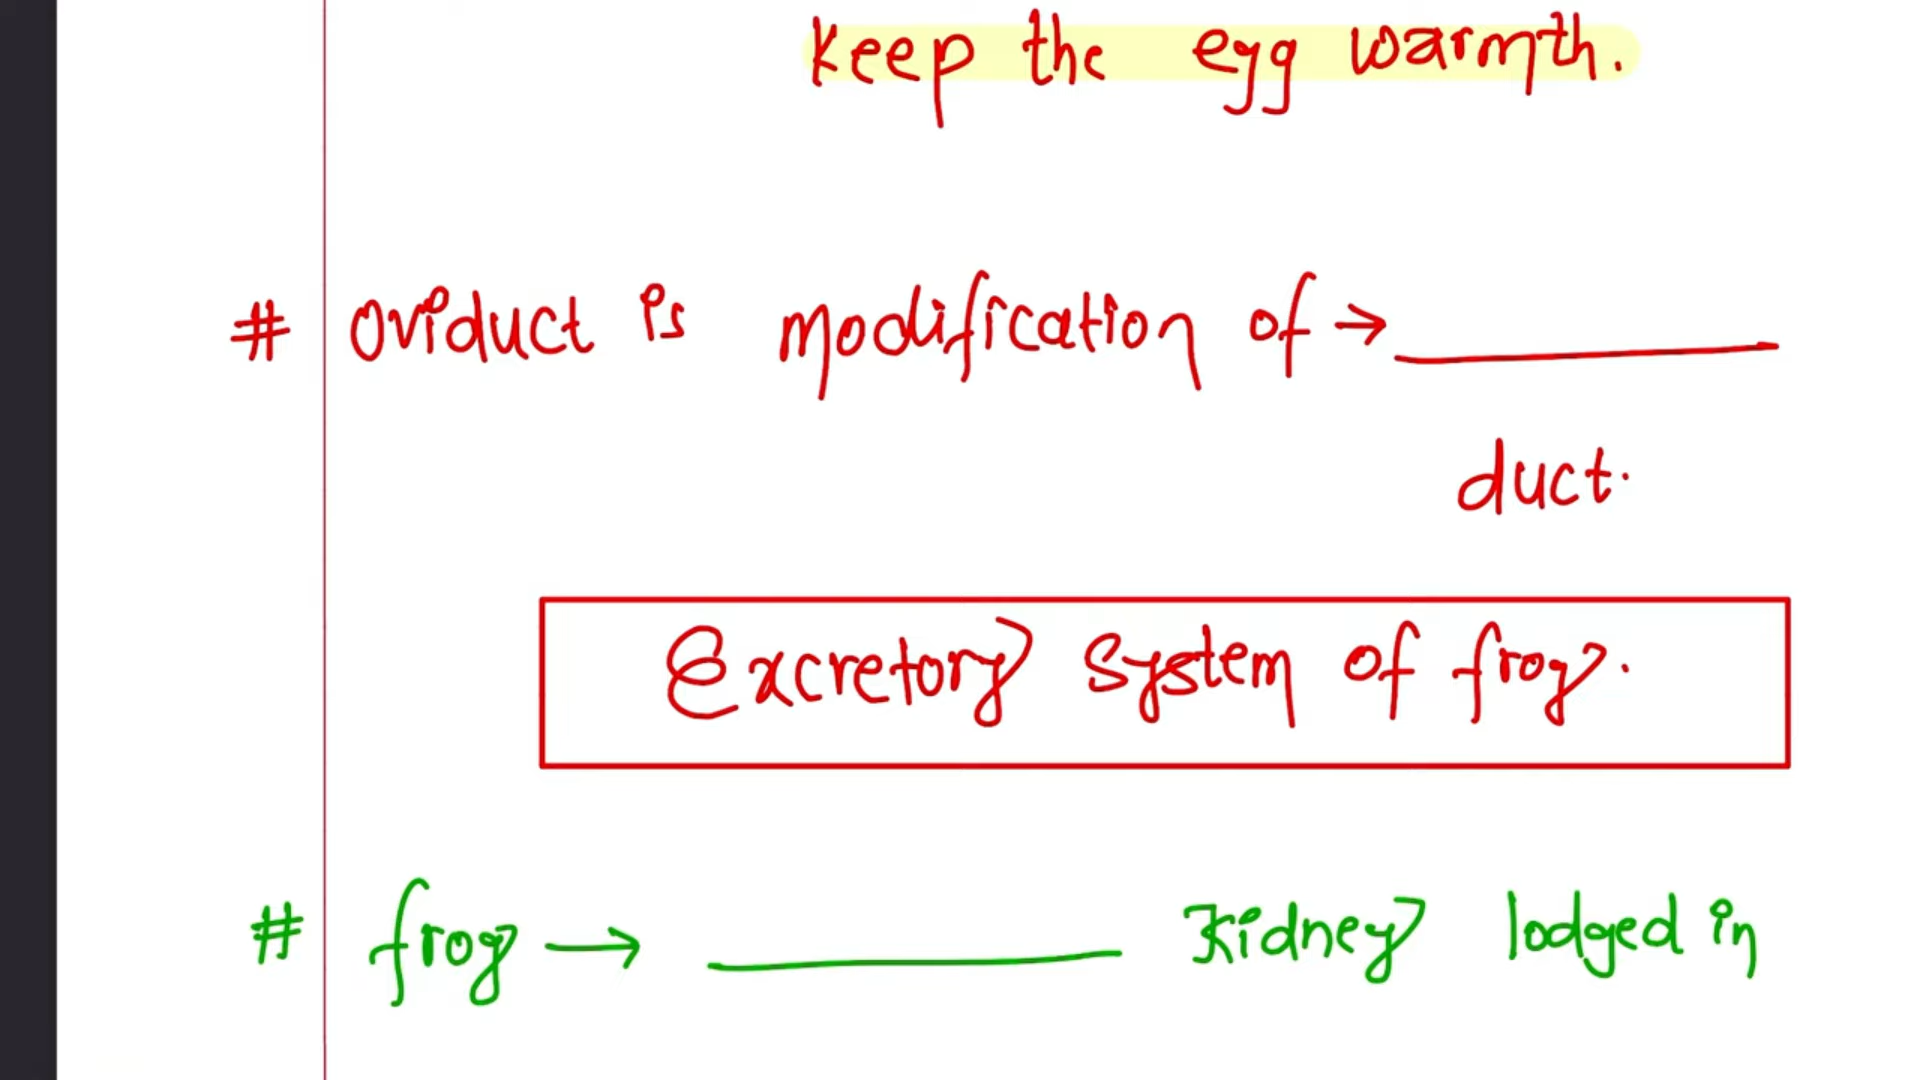 Keep the egg warmth.
# Oviduct is modification of → ________
duct.
Excretory System of frog.
# frog → ________ Kidney lodged in